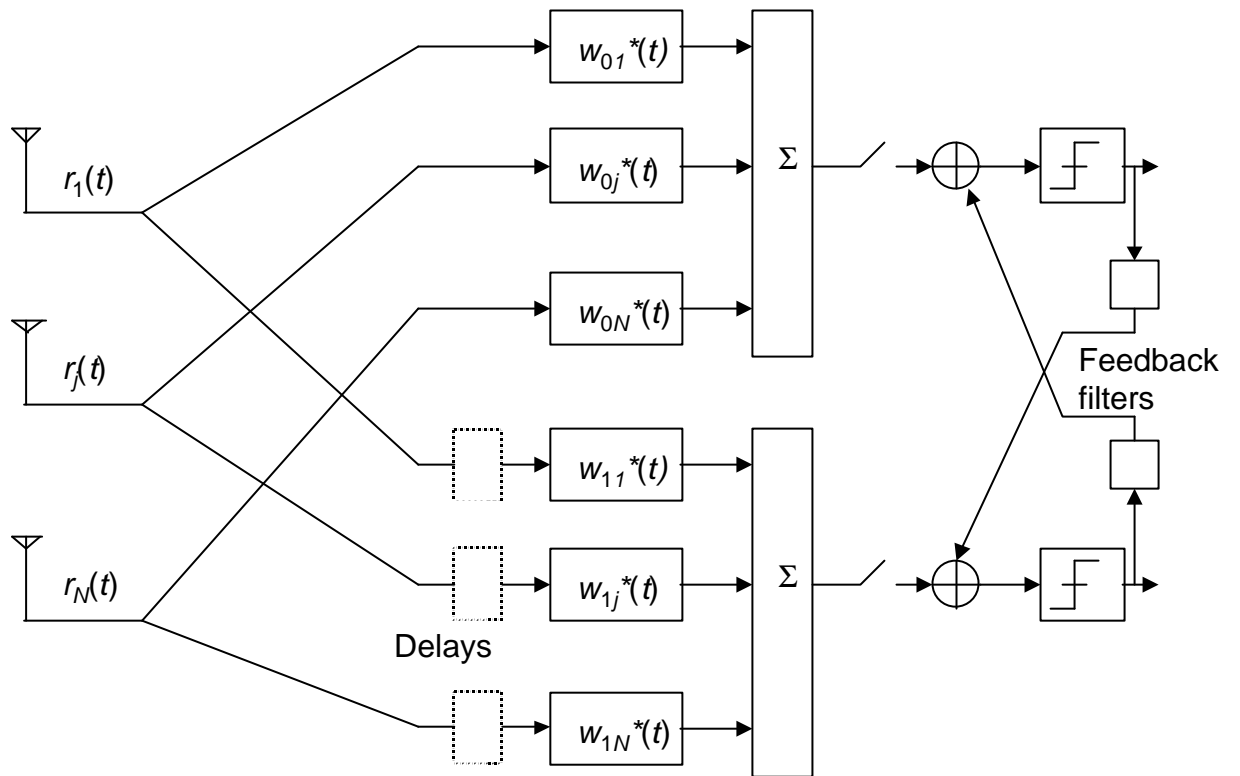 w01*(t)
r1(t)
w0j*(t)
Σ
rj(t)
w0N*(t)
Feedback
filters
w11*(t)
rN(t)
w1j*(t)
Σ
Delays
w1N*(t)